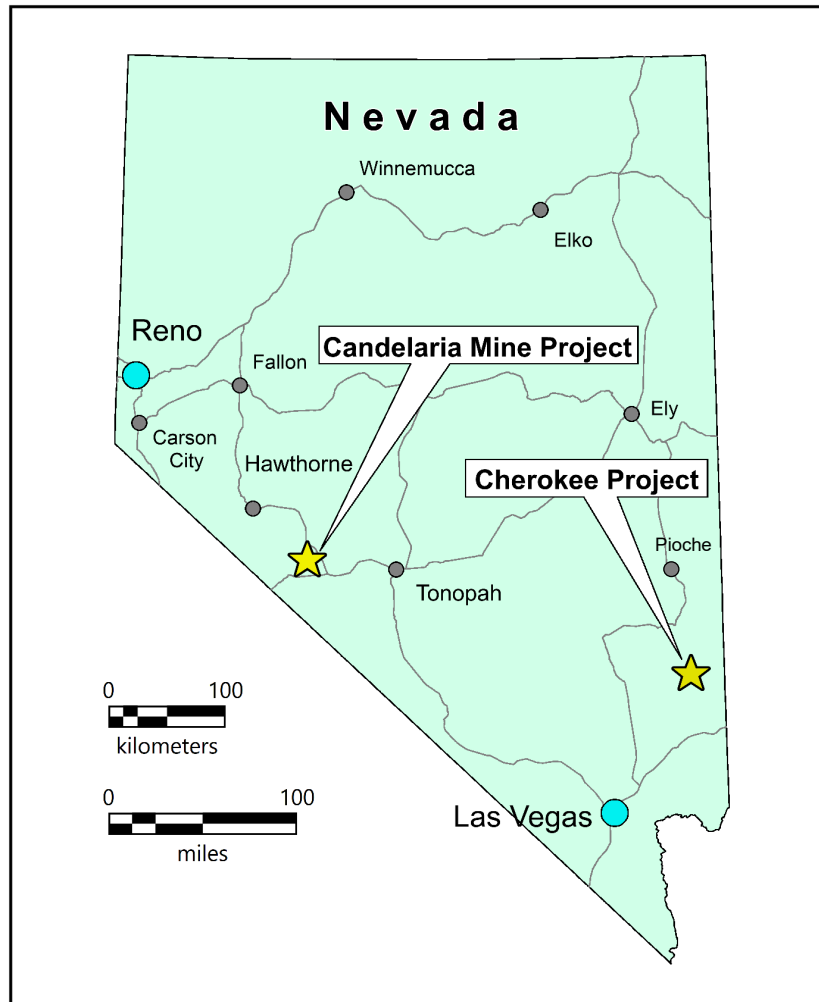 N e v a d a
Winnemucca
Elko
Reno
Candelaria Mine Project
Fallon
Ely
Carson
City
Hawthorne
Cherokee Project
Pioche
Tonopah
0 100
kilometers
0 100
miles
Las Vegas